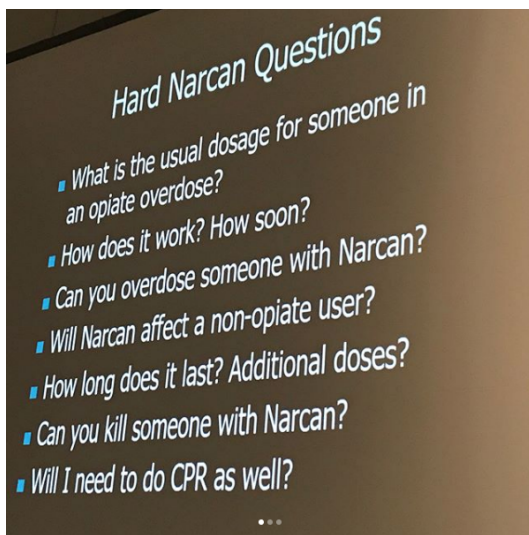 Hard Narcan Questions
What is the usual dosage for someone in
an opiate overdose?
How does it work? How soon?
Can you overdose someone with Narcan?
Will Narcan affect a non-opiate user?
How long does it last? Additional doses?
Can you kill someone with Narcan?
Will I need to do CPR as well?